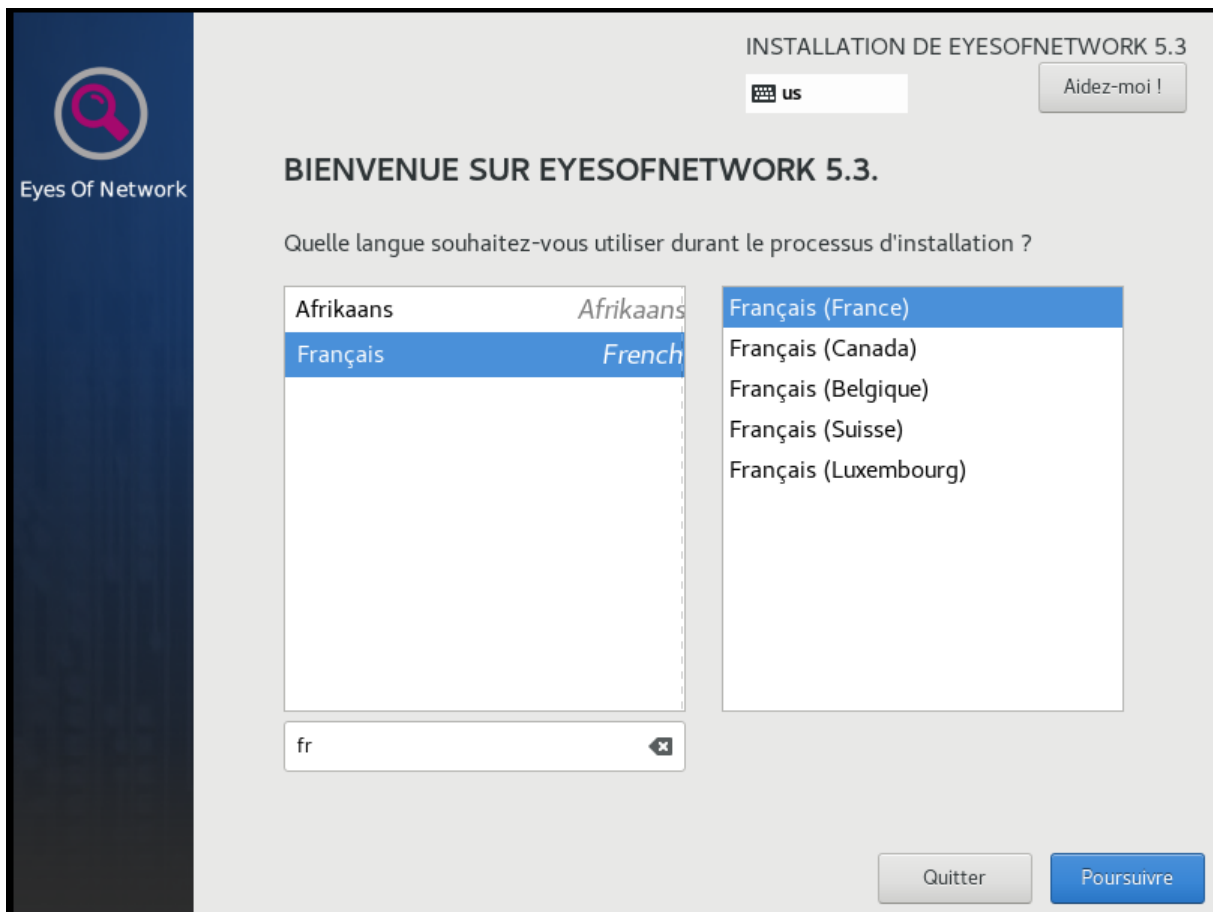 INSTALLATION DE EYESOFNETWORK 5.3
us
Aidez-moi !
Eyes Of Network
BIENVENUE SUR EYESOFNETWORK 5.3.
Quelle langue souhaitez-vous utiliser durant le processus d'installation ?
Afrikaans Afrikaans
Français French
Français (France)
Français (Canada)
Français (Belgique)
Français (Suisse)
Français (Luxembourg)
fr
Quitter
Poursuivre